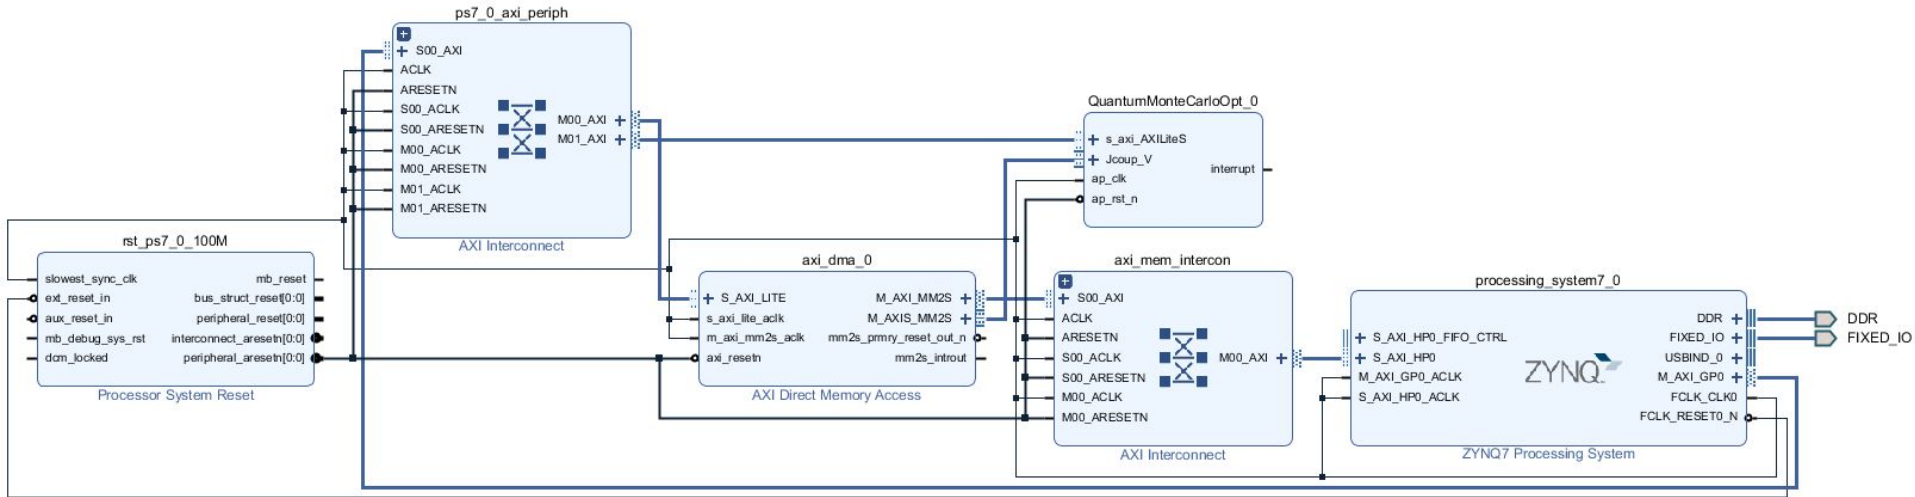 ps7_0_axi_periph
S00_AXI
ACLK
ARESETN
S00_ACLK
S00_ARESETN
M00_ACLK
M00_ARESETN
M01_ACLK
M01_ARESETN
M00_AXI
M01_AXI
AXI Interconnect
QuantumMonteCarloOpt_0
s_axi_AXILiteS
Jcoup_V
ap_clk
ap_rst_n
interrupt
rst_ps7_0_100M
slowest_sync_clk
ext_reset_in
aux_reset_in
mb_debug_sys_rst
dcm_locked
mb_reset
bus_struct_reset[0:0]
peripheral_reset[0:0]
interconnect_aresetn[0:0]
peripheral_aresetn[0:0]
Processor System Reset
axi_dma_0
S_AXI_LITE
s_axi_lite_aclk
m_axi_mm2s_aclk
axi_resetn
M_AXI_MM2S
M_AXIS_MM2S
mm2s_prmry_reset_out_n
mm2s_introut
AXI Direct Memory Access
axi_mem_intercon
S00_AXI
ACLK
ARESETN
S00_ACLK
S00_ARESETN
M00_ACLK
M00_ARESETN
M00_AXI
AXI Interconnect
processing_system7_0
S_AXI_HP0_FIFO_CTRL
S_AXI_HP0
M_AXI_GP0_ACLK
S_AXI_HP0_ACLK
ZYNQ
DDR
FIXED_IO
USBIND_0
M_AXI_GP0
FCLK_CLK0
FCLK_RESET0_N
ZYNQ7 Processing System
DDR
FIXED_IO